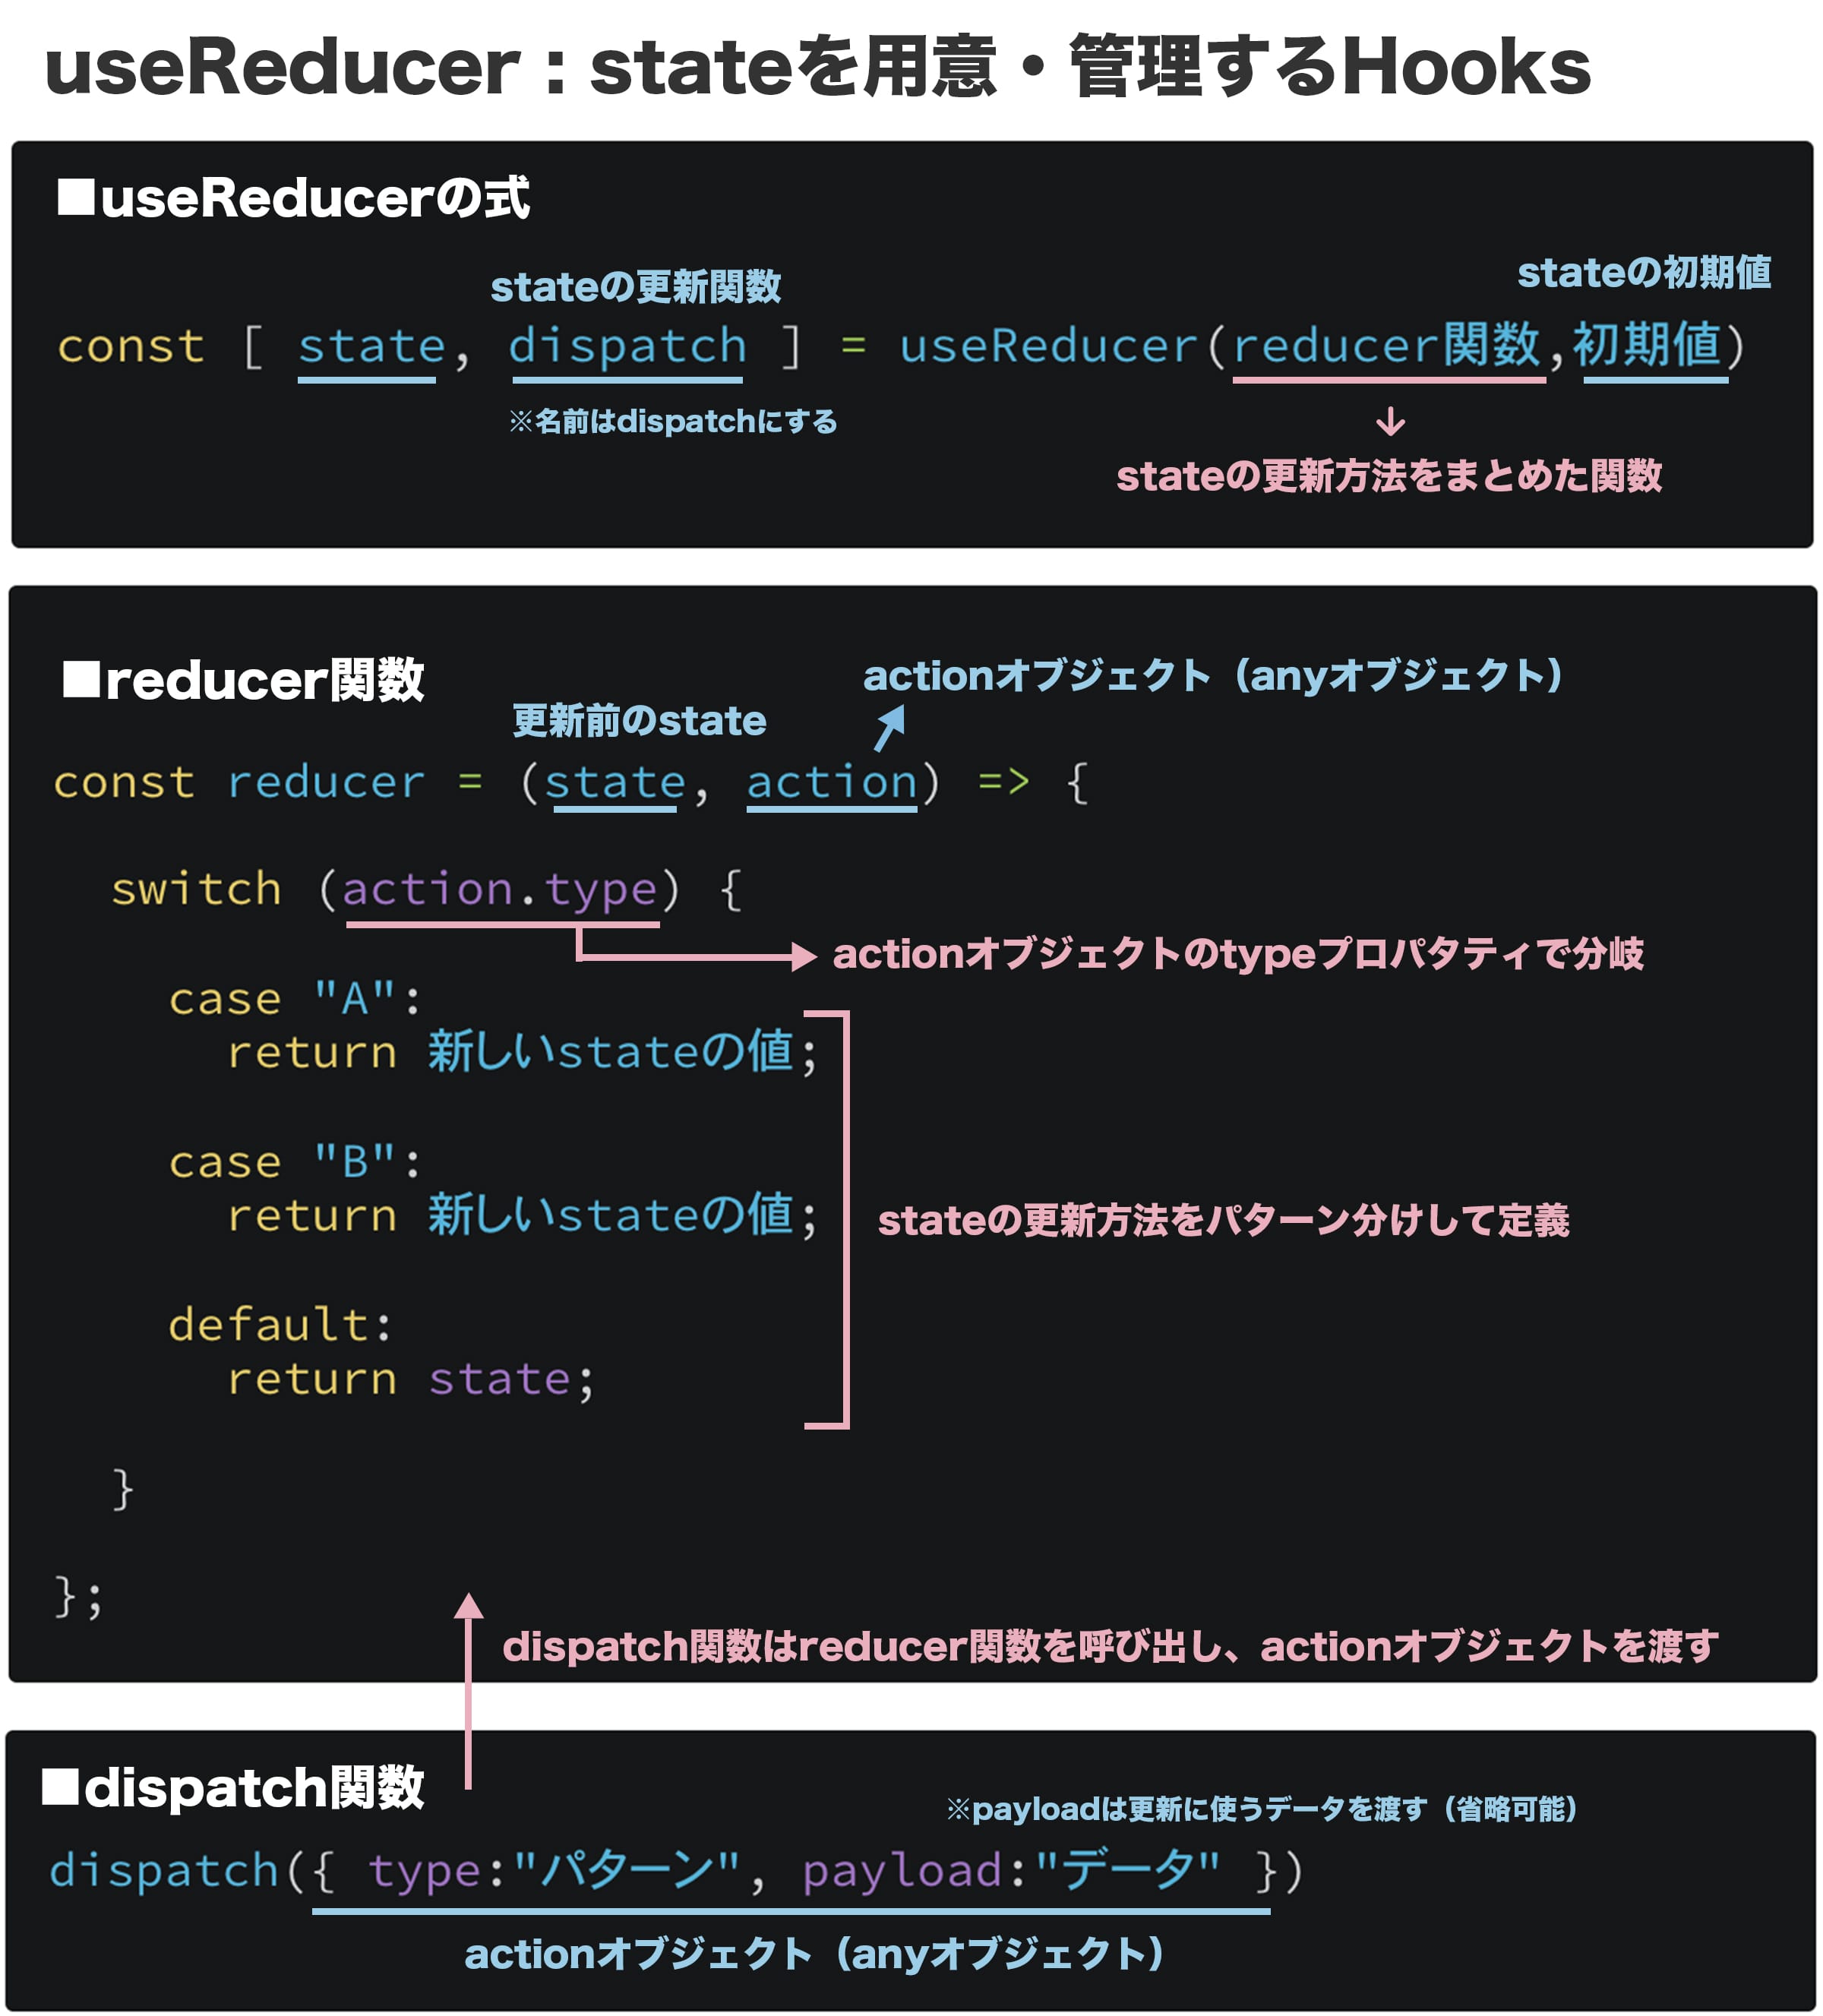 useReducer：stateを用意・管理するHooks
■useReducerの式
stateの更新関数
stateの初期値
const [ state, dispatch ] = useReducer(reducer関数,初期値)
※名前はdispatchにする
↓
stateの更新方法をまとめた関数
■reducer関数
actionオブジェクト（anyオブジェクト）
更新前のstate
const reducer = (state, action) => {
switch (action.type) {
actionオブジェクトのtypeプロパタティで分岐
case "A":
return 新しいstateの値;
case "B":
return 新しいstateの値;
stateの更新方法をパターン分けして定義
default:
return state;
}
};
dispatch関数はreducer関数を呼び出し、actionオブジェクトを渡す
■dispatch関数
※payloadは更新に使うデータを渡す（省略可能）
dispatch({ type:"パターン", payload:"データ" })
actionオブジェクト（anyオブジェクト）